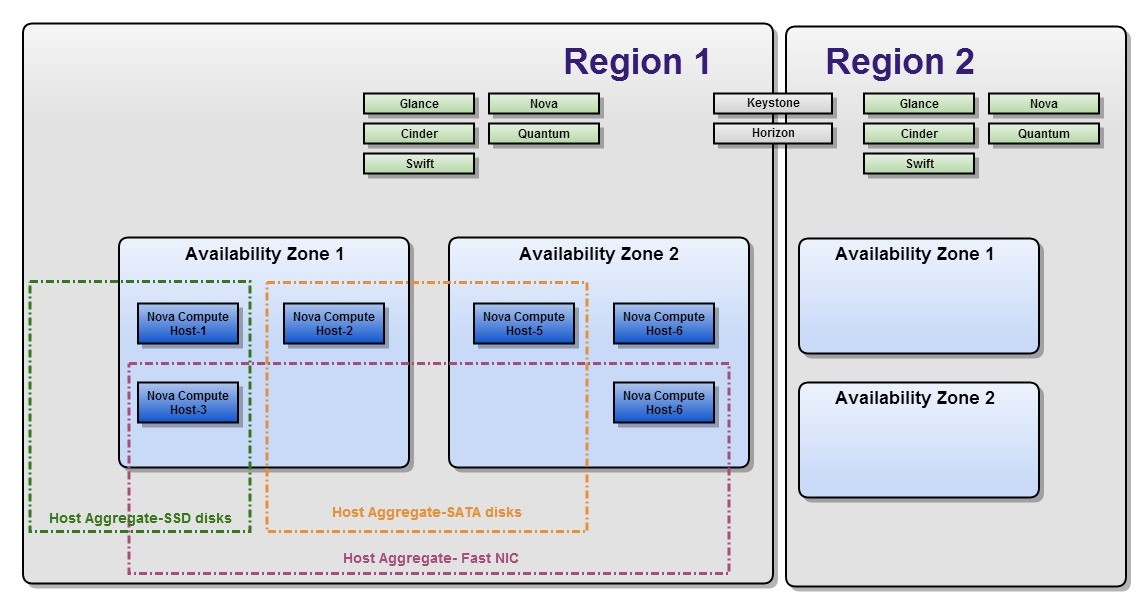 Region 1
Region 2
Glance
Nova
Keystone
Glance
Nova
Cinder
Quantum
Horizon
Cinder
Quantum
Swift
Swift
Availability Zone 1
Availability Zone 2
Availability Zone 1
Nova Compute
Host-1
Nova Compute
Host-2
Nova Compute
Host-5
Nova Compute
Host-6
Nova Compute
Host-3
Nova Compute
Host-6
Availability Zone 2
Host Aggregate-SSD disks
Host Aggregate-SATA disks
Host Aggregate- Fast NIC